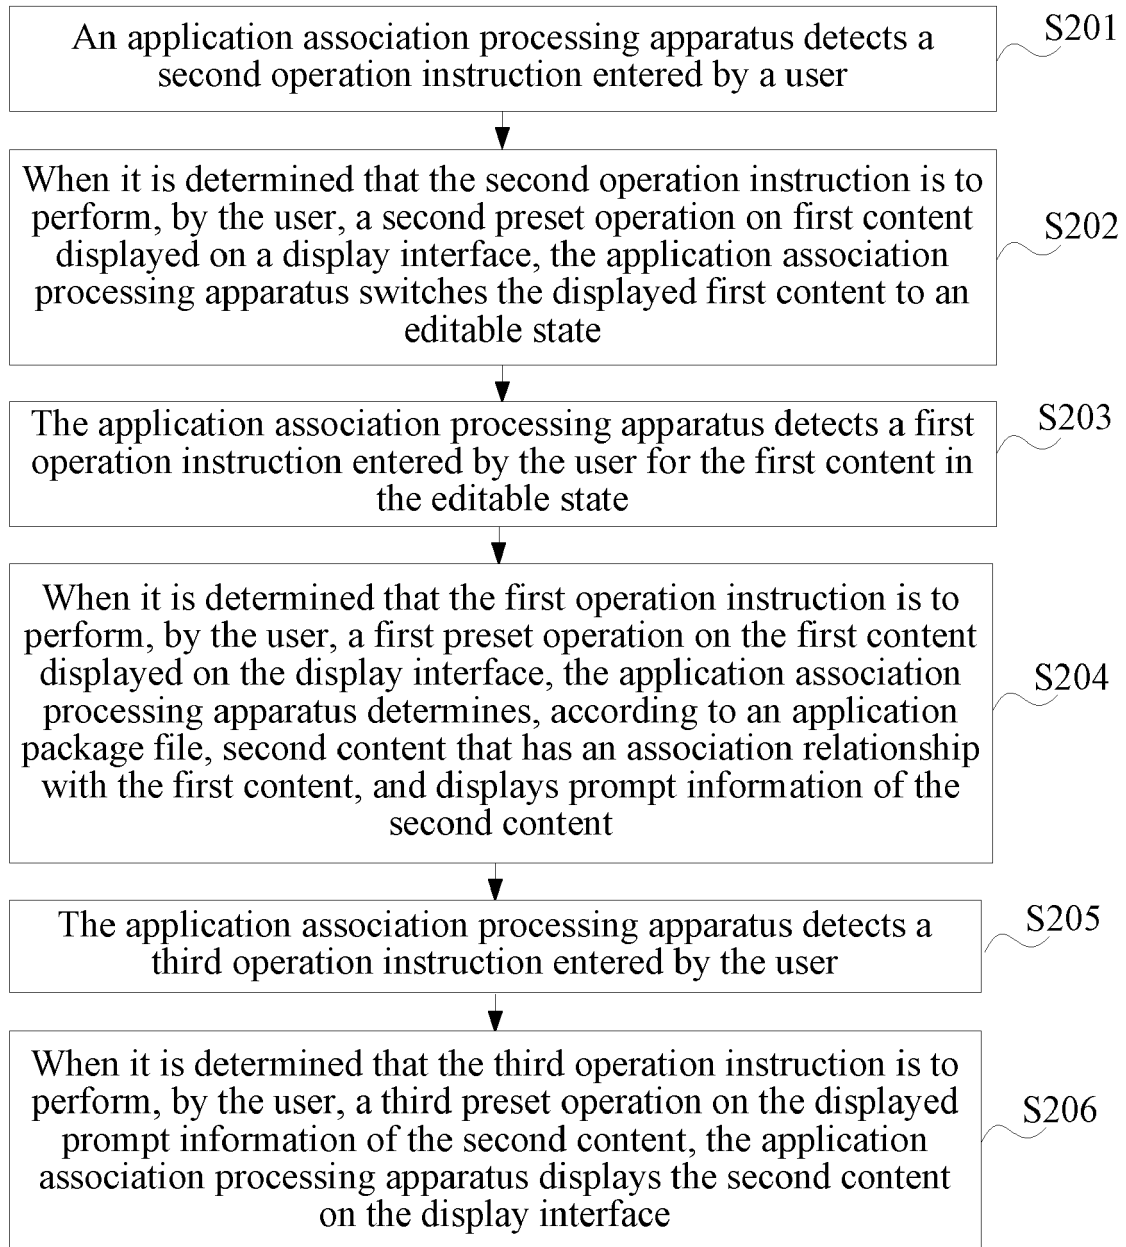 An application association processing apparatus detects a
second operation instruction entered by a user
S201
When it is determined that the second operation instruction is to
perform, by the user, a second preset operation on first content
displayed on a display interface, the application association
processing apparatus switches the displayed first content to an
editable state
S202
The application association processing apparatus detects a first
operation instruction entered by the user for the first content in
the editable state
S203
When it is determined that the first operation instruction is to
perform, by the user, a first preset operation on the first content
displayed on the display interface, the application association
processing apparatus determines, according to an application
package file, second content that has an association relationship
with the first content, and displays prompt information of the
second content
S204
The application association processing apparatus detects a
third operation instruction entered by the user
S205
When it is determined that the third operation instruction is to
perform, by the user, a third preset operation on the displayed
prompt information of the second content, the application
association processing apparatus displays the second content
on the display interface
S206